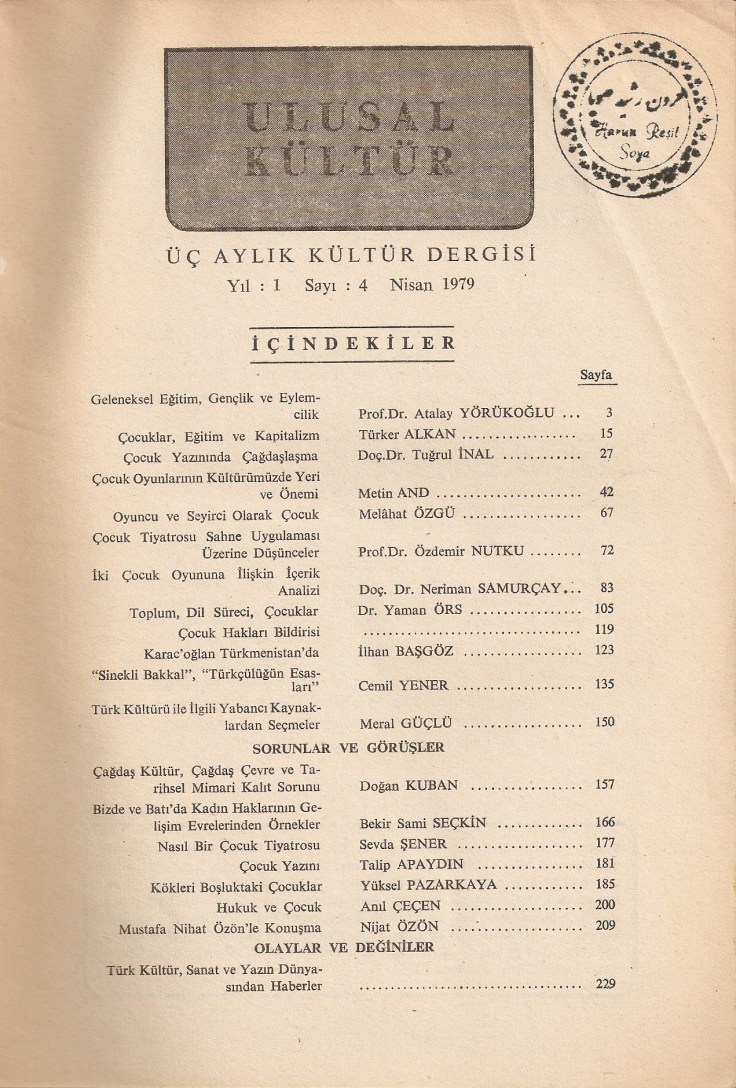 ULUSAL
KÜLTÜR
هرون رشید صویا
Harun Reşit
Soya
ÜÇ AYLIK KÜLTÜR DERGİSİ
Yıl : 1 Sayı : 4 Nisan 1979
İÇİNDEKİLER
Sayfa
Geleneksel Eğitim, Gençlik ve Eylem-
cilik Prof.Dr. Atalay YÖRÜKOĞLU ... 3
Çocuklar, Eğitim ve Kapitalizm Türker ALKAN .................. 15
Çocuk Yazınında Çağdaşlaşma Doç.Dr. Tuğrul İNAL ............ 27
Çocuk Oyunlarının Kültürümüzde Yeri
ve Önemi Metin AND ...................... 42
Oyuncu ve Seyirci Olarak Çocuk Melâhat ÖZGÜ .................. 67
Çocuk Tiyatrosu Sahne Uygulaması
Üzerine Düşünceler Prof.Dr. Özdemir NUTKU ........ 72
İki Çocuk Oyununa İlişkin İçerik
Analizi Doç. Dr. Neriman SAMURÇAY... 83
Toplum, Dil Süreci, Çocuklar Dr. Yaman ÖRS ................. 105
Çocuk Hakları Bildirisi ................................. 119
Karac'oğlan Türkmenistan'da İlhan BAŞGÖZ .................. 123
"Sinekli Bakkal", "Türkçülüğün Esas-
ları" Cemil YENER ................... 135
Türk Kültürü ile İlgili Yabancı Kaynak-
lardan Seçmeler Meral GÜÇLÜ .................. 150
SORUNLAR VE GÖRÜŞLER
Çağdaş Kültür, Çağdaş Çevre ve Ta-
rihsel Mimari Kalıt Sorunu Doğan KUBAN ................. 157
Bizde ve Batı'da Kadın Haklarının Ge-
lişim Evrelerinden Örnekler Bekir Sami SEÇKİN ............. 166
Nasıl Bir Çocuk Tiyatrosu Sevda ŞENER .................... 177
Çocuk Yazını Talip APAYDIN ................ 181
Kökleri Boşluktaki Çocuklar Yüksel PAZARKAYA ............ 185
Hukuk ve Çocuk Anıl ÇEÇEN .................... 200
Mustafa Nihat Özön'le Konuşma Nijat ÖZÖN .................... 209
OLAYLAR VE DEĞİNİLER
Türk Kültür, Sanat ve Yazın Dünya-
sından Haberler .................................. 229